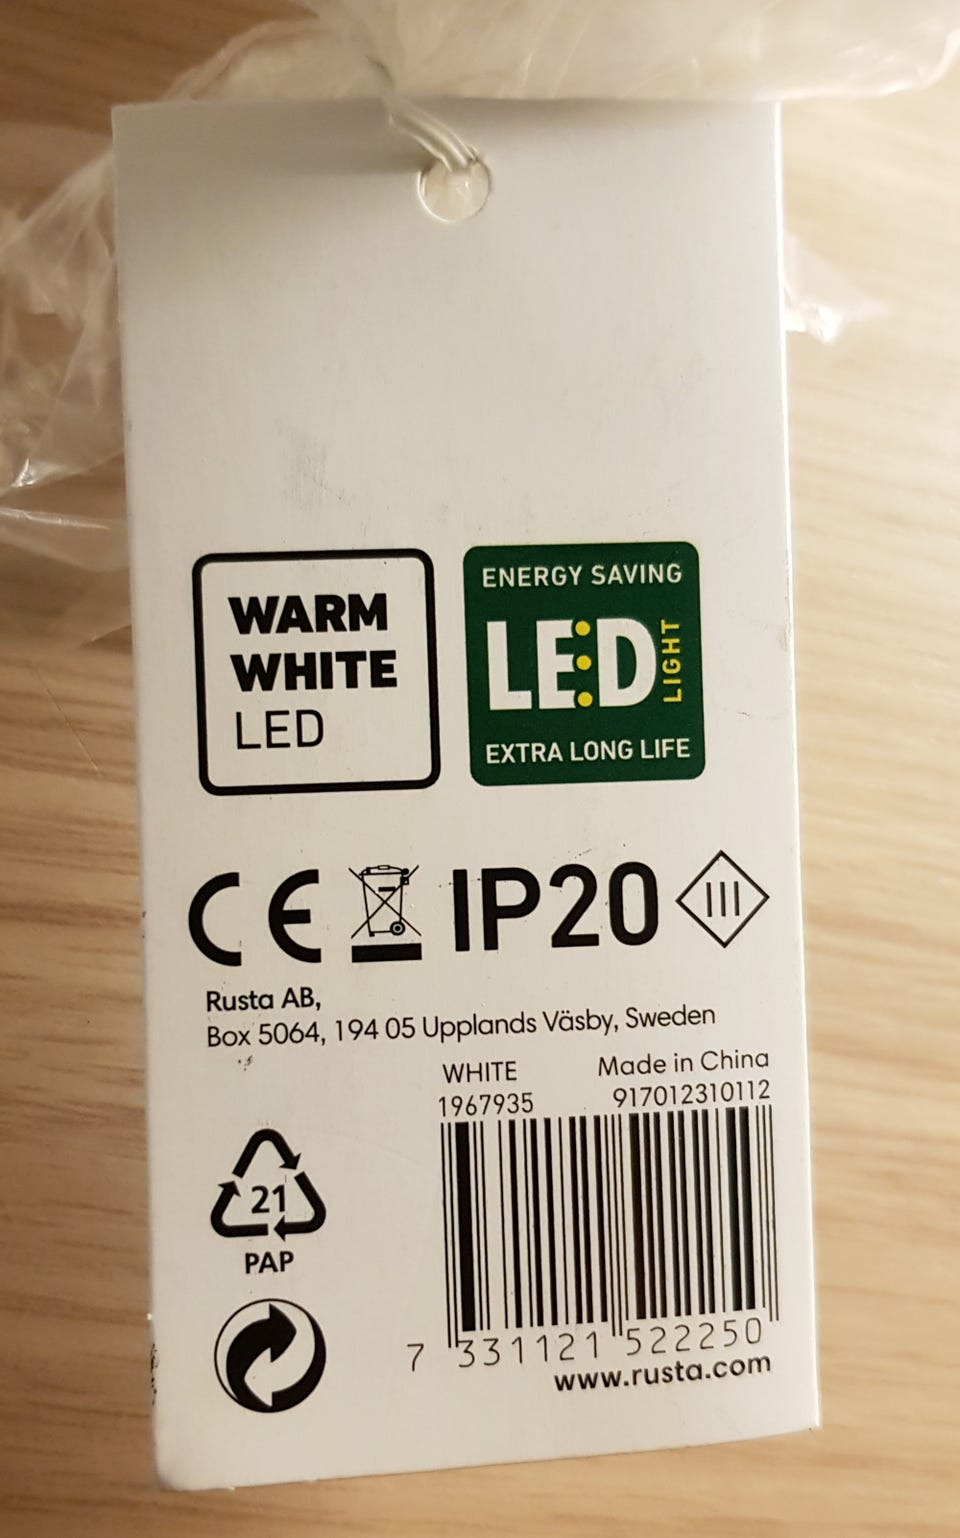 WARM
WHITE
LED
ENERGY SAVING
LED
LIGHT
EXTRA LONG LIFE
CE
IP20
III
Rusta AB,
Box 5064, 194 05 Upplands Väsby, Sweden
WHITE
1967935
Made in China
917012310112
21
PAP
7 331121 522250
www.rusta.com